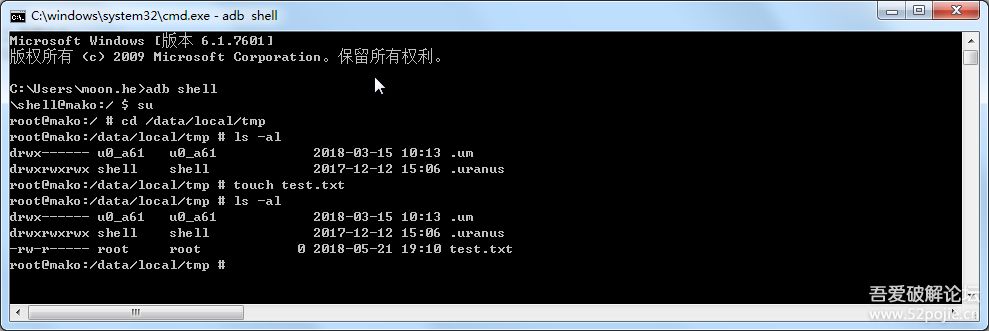 C:\windows\system32\cmd.exe - adb  shell
Microsoft Windows [版本 6.1.7601]
版权所有 (c) 2009 Microsoft Corporation。保留所有权利。
C:\Users\moon.he>adb shell
\shell@mako:/ $ su
root@mako:/ # cd /data/local/tmp
root@mako:/data/local/tmp # ls -al
drwx------ u0_a61   u0_a61            2018-03-15 10:13 .um
drwxrwxrwx shell    shell             2017-12-12 15:06 .uranus
root@mako:/data/local/tmp # touch test.txt
root@mako:/data/local/tmp # ls -al
drwx------ u0_a61   u0_a61            2018-03-15 10:13 .um
drwxrwxrwx shell    shell             2017-12-12 15:06 .uranus
-rw-r----- root     root            0 2018-05-21 19:10 test.txt
root@mako:/data/local/tmp #
吾爱破解论坛
www.52pojie.cn